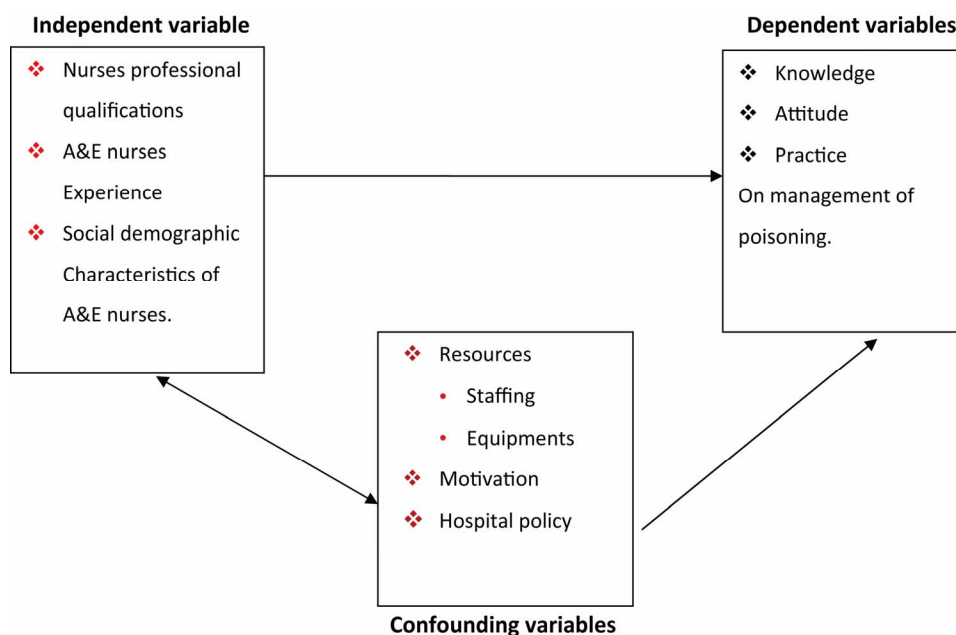 Independent variable
❖ Nurses professional
qualifications
❖ A&E nurses
Experience
❖ Social demographic
Characteristics of
A&E nurses.
Dependent variables
❖ Knowledge
❖ Attitude
❖ Practice
On management of
poisoning.
❖ Resources
• Staffing
• Equipments
❖ Motivation
❖ Hospital policy
Confounding variables